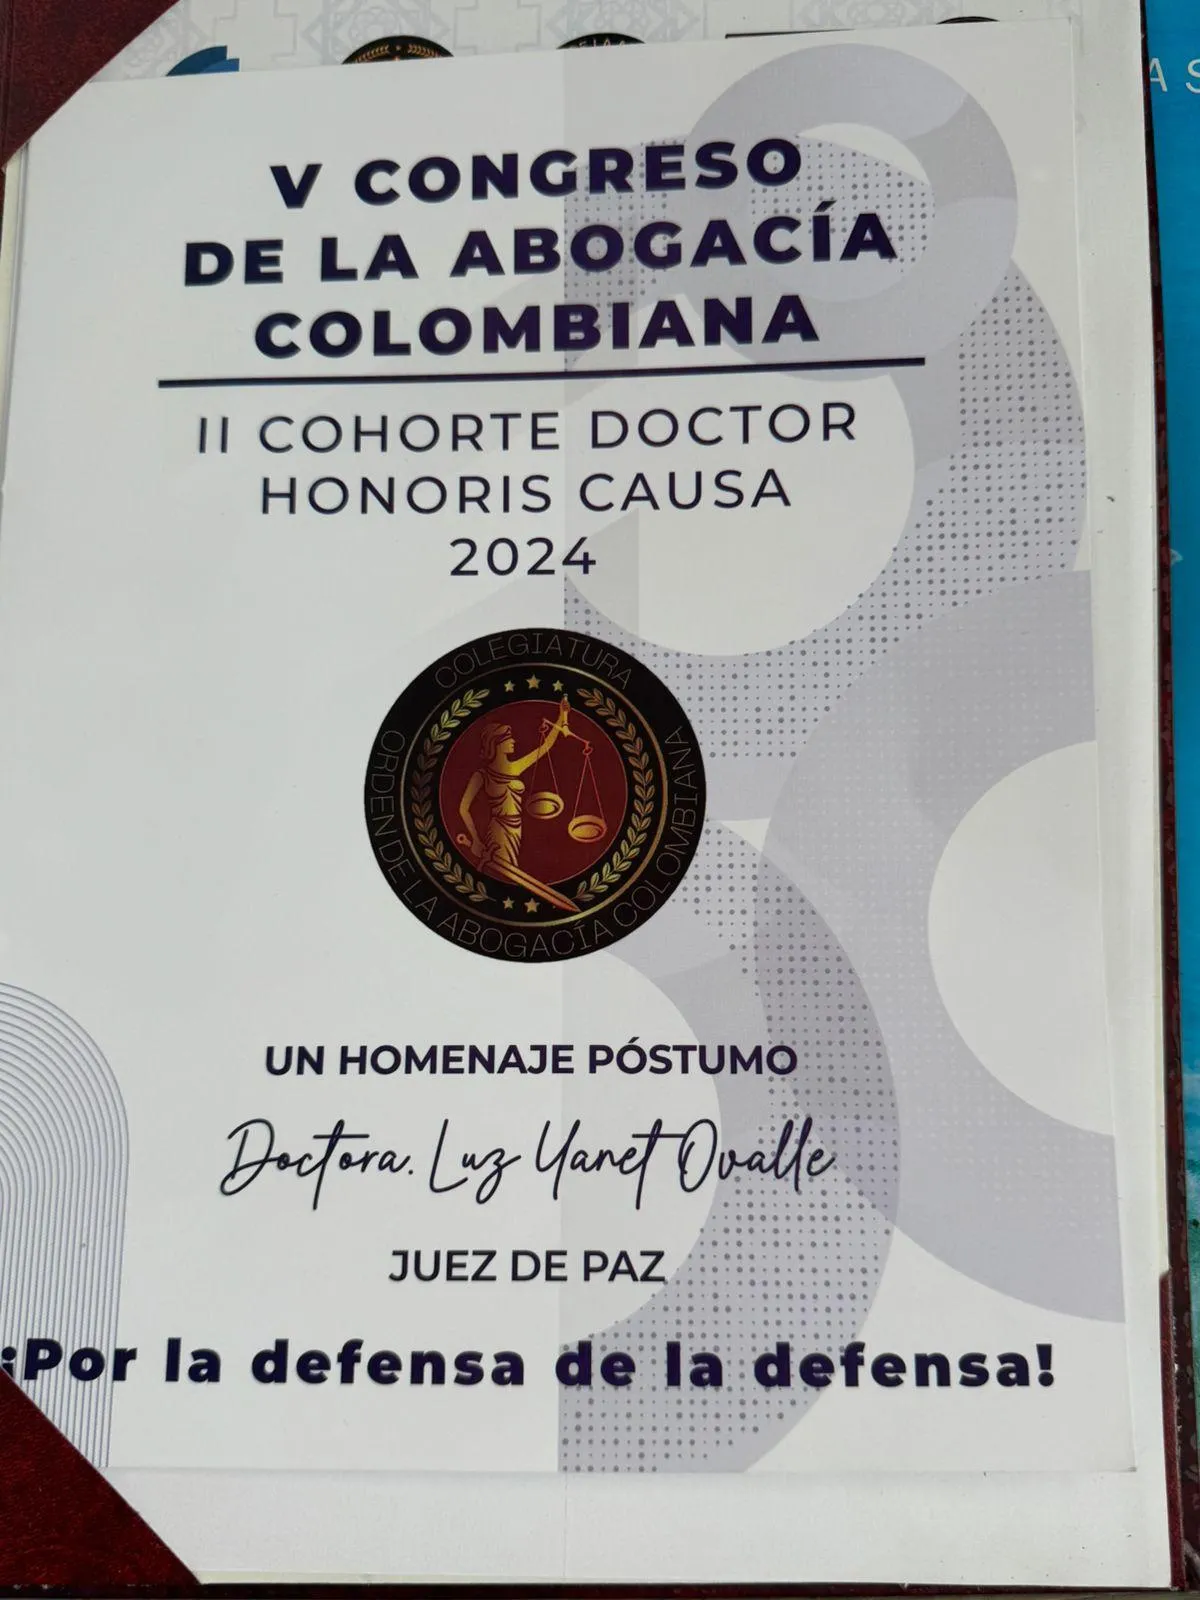 V CONGRESO
DE LA ABOGACÍA
COLOMBIANA
II COHORTE DOCTOR
HONORIS CAUSA
2024
COLEGIATURA
ORDEN DE LA ABOGACÍA COLOMBIANA
UN HOMENAJE PÓSTUMO
Doctora. Luz Yanet Ovalle
JUEZ DE PAZ
¡Por la defensa de la defensa!